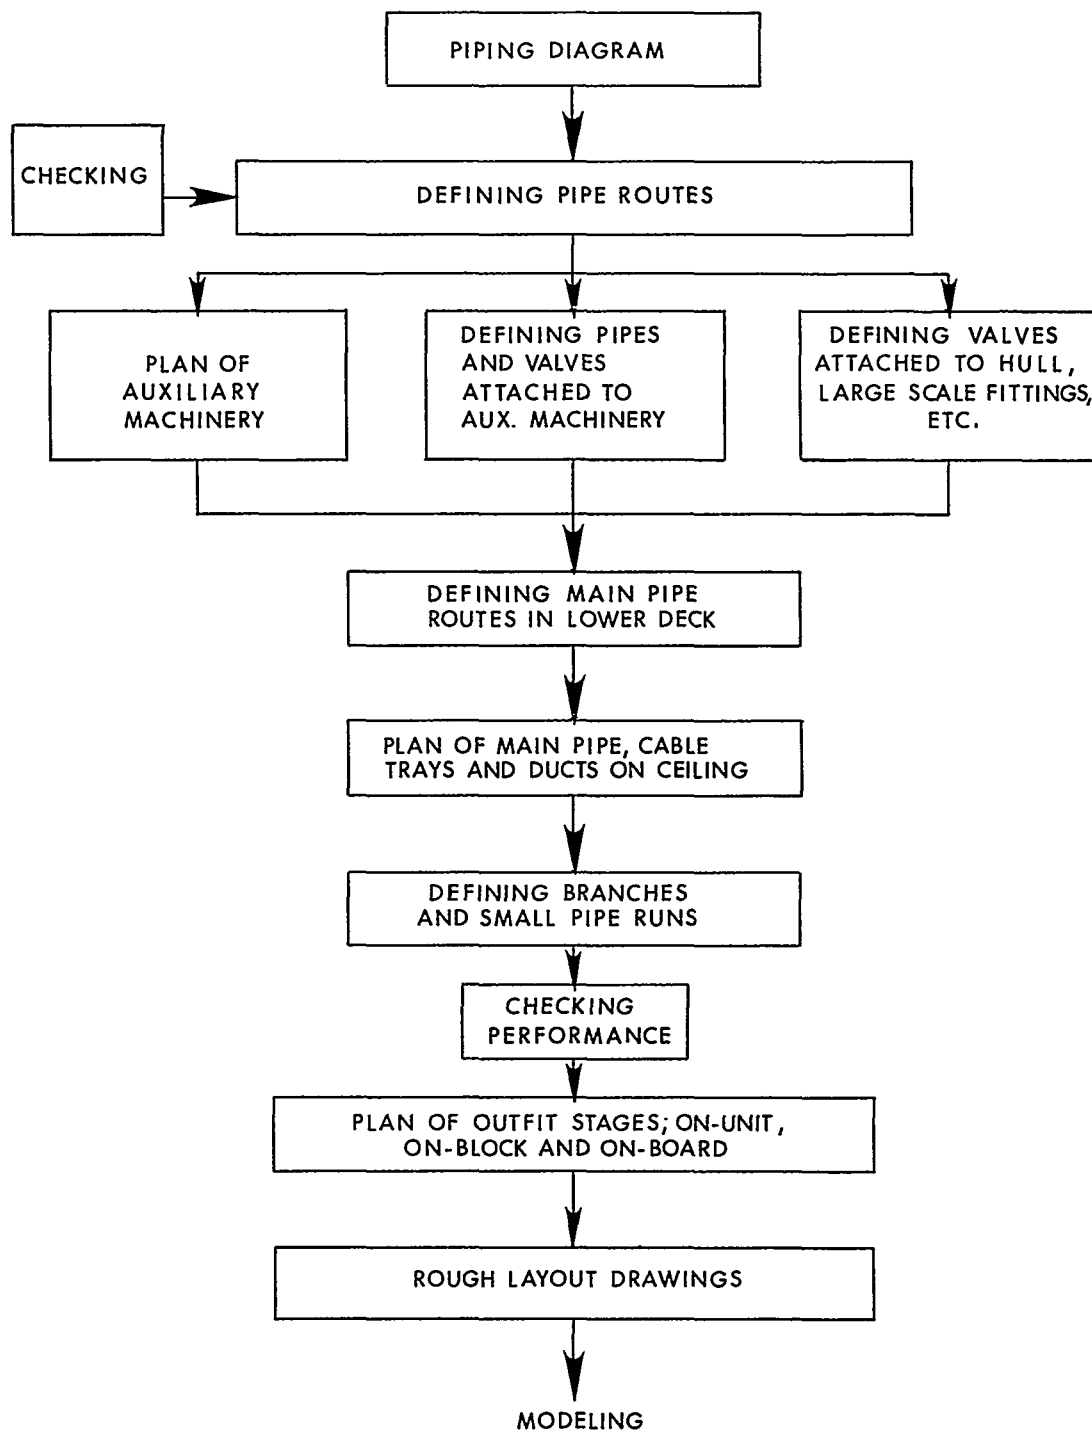 PIPING DIAGRAM
CHECKING
DEFINING PIPE ROUTES
PLAN OF
AUXILIARY
MACHINERY
DEFINING PIPES
AND VALVES
ATTACHED TO
AUX. MACHINERY
DEFINING VALVES
ATTACHED TO HULL,
LARGE SCALE FITTINGS,
ETC.
DEFINING MAIN PIPE
ROUTES IN LOWER DECK
PLAN OF MAIN PIPE, CABLE
TRAYS AND DUCTS ON CEILING
DEFINING BRANCHES
AND SMALL PIPE RUNS
CHECKING
PERFORMANCE
PLAN OF OUTFIT STAGES; ON-UNIT,
ON-BLOCK AND ON-BOARD
ROUGH LAYOUT DRAWINGS
MODELING